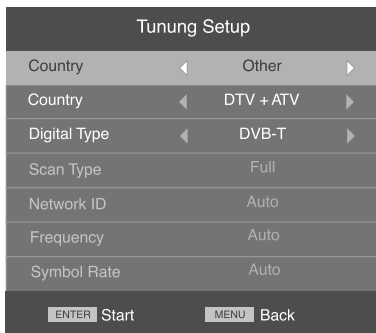 Tunung Setup
Country Other
Country DTV + ATV
Digital Type DVB-T
Scan Type Full
Network ID Auto
Frequency Auto
Symbol Rate Auto
ENTER Start MENU Back